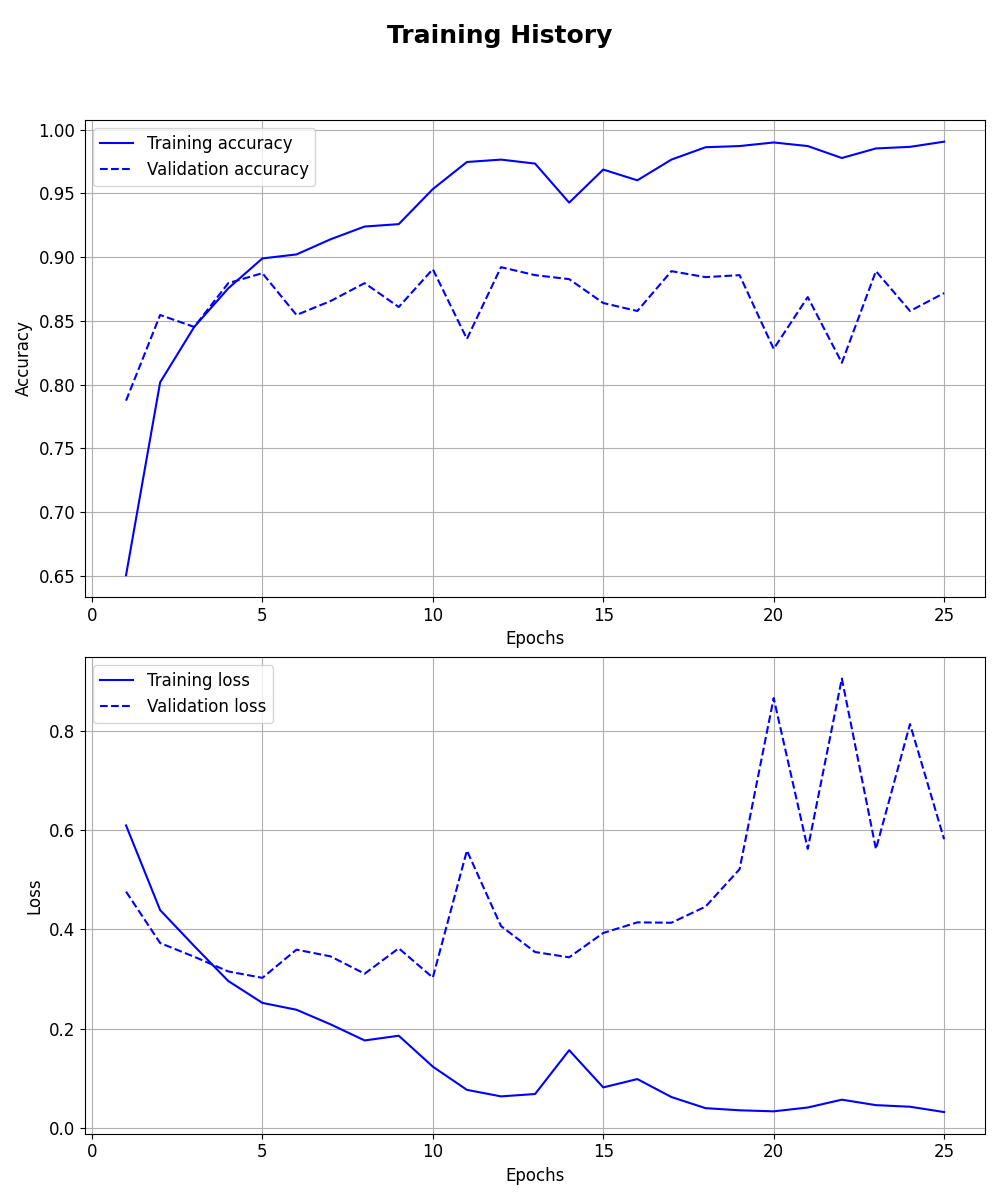 Training History
1.00
0.95
0.90
0.85
0.80
0.75
0.70
0.65
Accuracy
Training accuracy
Validation accuracy
0 5 10 15 20 25
Epochs
0.8
0.6
0.4
0.2
0.0
Loss
Training loss
Validation loss
0 5 10 15 20 25
Epochs